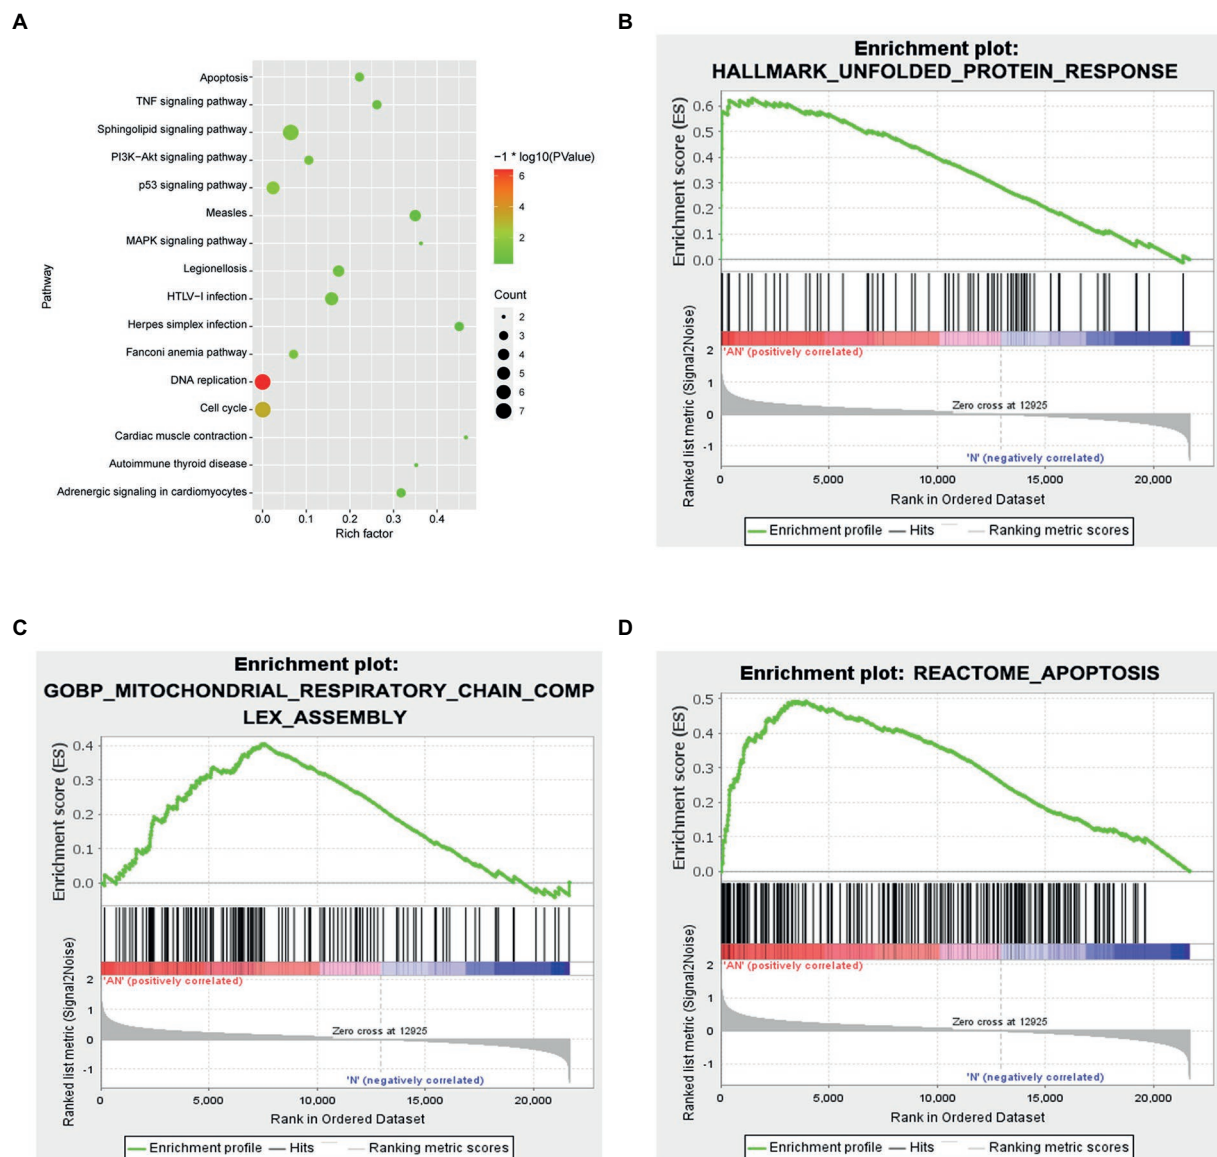 A
Apoptosis
TNF signaling pathway
Sphingolipid signaling pathway
PI3K−Akt signaling pathway
p53 signaling pathway
Measles
MAPK signaling pathway
Legionellosis
HTLV−I infection
Herpes simplex infection
Fanconi anemia pathway
DNA replication
Cell cycle
Cardiac muscle contraction
Autoimmune thyroid disease
Adrenergic signaling in cardiomyocytes
Pathway
0.0 0.1 0.2 0.3 0.4
Rich factor
−1 * log10(PValue)
6
4
2
Count
2
3
4
5
6
7
B
Enrichment plot:
HALLMARK_UNFOLDED_PROTEIN_RESPONSE
Enrichment score (ES)
0.6
0.5
0.4
0.3
0.2
0.1
0.0
Ranked list metric (Signal2Noise)
2
1
0
-1
'AN' (positively correlated)
Zero cross at 12925
'N' (negatively correlated)
0 5,000 10,000 15,000 20,000
Rank in Ordered Dataset
Enrichment profile Hits Ranking metric scores
C
Enrichment plot:
GOBP_MITOCHONDRIAL_RESPIRATORY_CHAIN_COMP
LEX_ASSEMBLY
Enrichment score (ES)
0.4
0.3
0.2
0.1
0.0
Ranked list metric (Signal2Noise)
2
1
0
-1
'AN' (positively correlated)
Zero cross at 12925
'N' (negatively correlated)
0 5,000 10,000 15,000 20,000
Rank in Ordered Dataset
Enrichment profile Hits Ranking metric scores
D
Enrichment plot: REACTOME_APOPTOSIS
Enrichment score (ES)
0.5
0.4
0.3
0.2
0.1
0.0
Ranked list metric (Signal2Noise)
2
1
0
-1
'AN' (positively correlated)
Zero cross at 12925
'N' (negatively correlated)
0 5,000 10,000 15,000 20,000
Rank in Ordered Dataset
Enrichment profile Hits Ranking metric scores